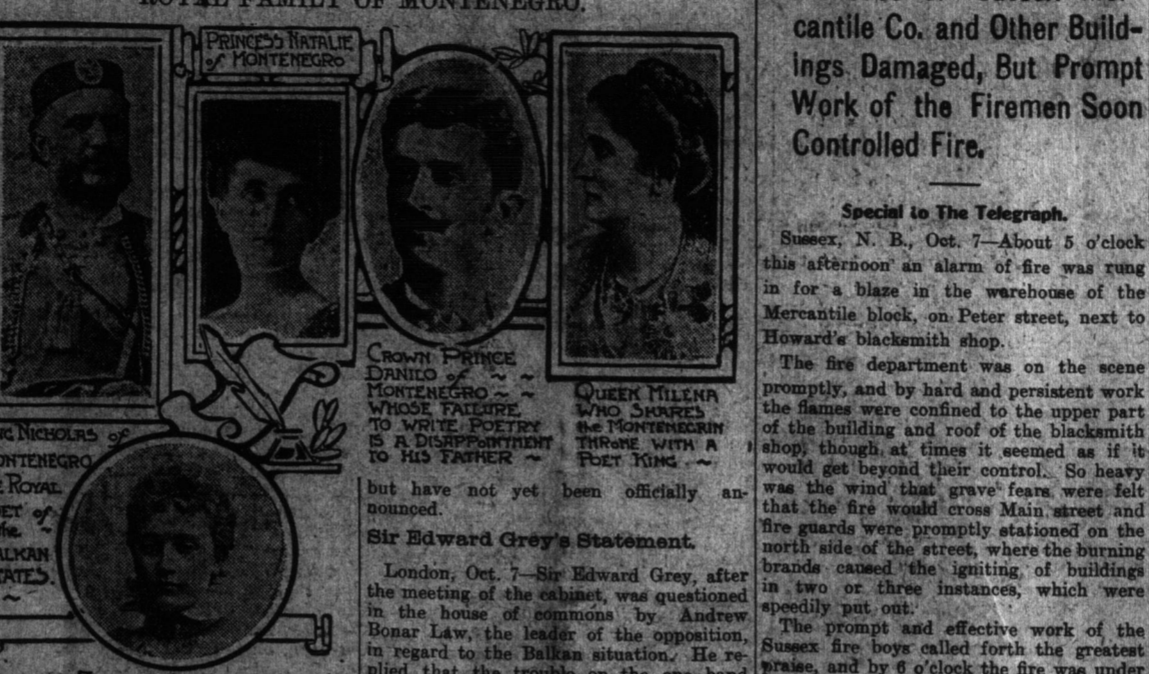 ROYAL FAMILY OF MONTENEGRO.
PRINCESS NATALIE
of MONTENEGRO
CROWN PRINCE
DANILO of ~ ~
MONTENEGRO ~ ~
WHOSE FAILURE
TO WRITE POETRY
IS A DISAPPOINTMENT
TO HIS FATHER ~
QUEEN MILENA
WHO SHARES
the MONTENEGRIN
THRONE WITH A
POET KING. ~
NICHOLAS of
ROYAL
of
the ~
~
but have not yet been officially an-
nounced.
Sir Edward Grey's Statement.
London, Oct. 7—Sir Edward Grey, after
the meeting of the cabinet, was questioned
in the house of commons by Andrew
Bonar Law, the leader of the opposition,
in regard to the Balkan situation. He re-
plied that the trouble on the one hand
cantile Co. and Other Build-
ings Damaged, But Prompt
Work of the Firemen Soon
Controlled Fire.
Special to The Telegraph.
Sussex, N. B., Oct. 7—About 5 o'clock
this afternoon an alarm of fire was rung
in for a blaze in the warehouse of the
Mercantile block, on Peter street, next to
Howard's blacksmith shop.
The fire department was on the scene
promptly, and by hard and persistent work
the flames were confined to the upper part
of the building and roof of the blacksmith
shop, though at times it seemed as if it
would get beyond their control. So heavy
was the wind that grave fears were felt
that the fire would cross Main street and
fire guards were promptly stationed on the
north side of the street, where the burning
brands caused the igniting of buildings
in two or three instances, which were
speedily put out.
The prompt and effective work of the
Sussex fire boys called forth the greatest
praise, and by 6 o'clock the fire was under